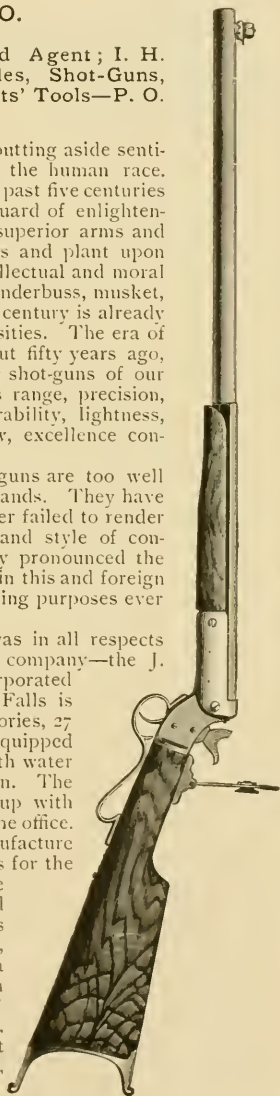 O.
d Agent; I. H.
les, Shot-Guns,
ts' Tools—P. O.
putting aside senti-
the human race.
past five centuries
uard of enlighten-
superior arms and
s and plant upon
llectual and moral
nderbuss, musket,
century is already
sities. The era of
ut fifty years ago,
shot-guns of our
s range, precision,
rability, lightness,
w, excellence con-
guns are too well
ands. They have
er failed to render
and style of con-
y pronounced the
in this and foreign
ing purposes ever
vas in all respects
company—the J.
rporated
Falls is
ories, 27
quipped
th water
n. The
up with
he office.
nufacture
s for the